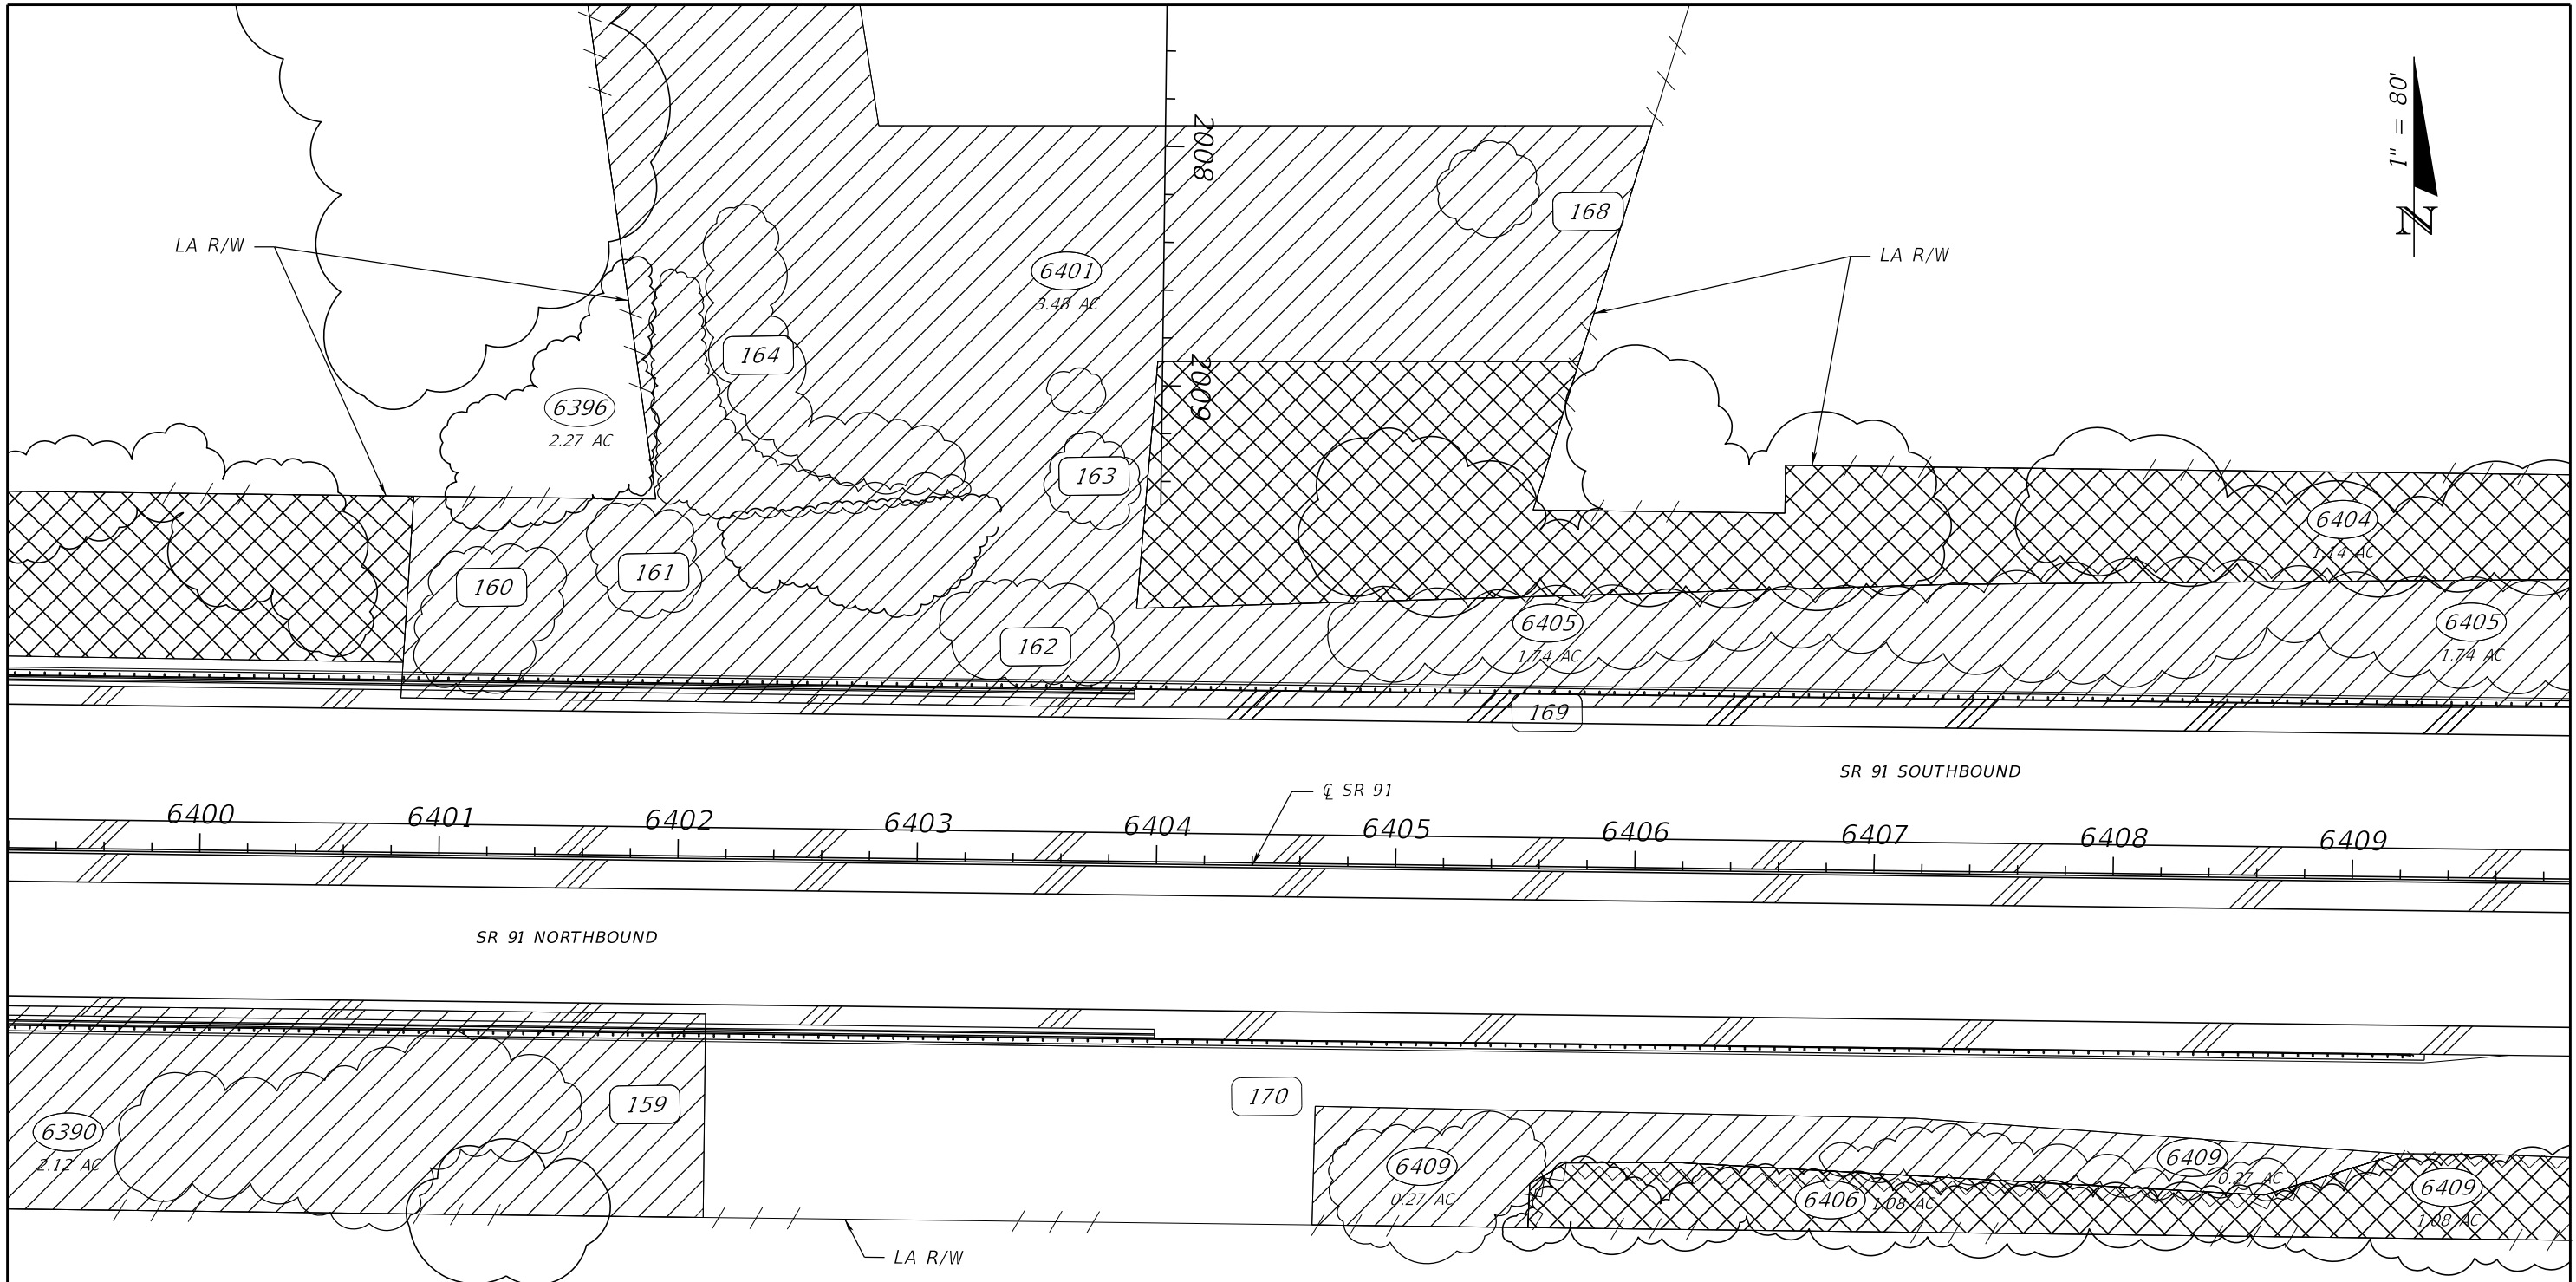 1" = 80'
N
2008
168
LA R/W
LA R/W
6401
3.48 AC
164
2009
6396
2.27 AC
163
6404
1.14 AC
160
161
162
6405
1.74 AC
6405
1.74 AC
169
SR 91 SOUTHBOUND
℄ SR 91
6400
6401
6402
6403
6404
6405
6406
6407
6408
6409
SR 91 NORTHBOUND
159
170
6390
2.12 AC
6409
0.27 AC
6409
0.27 AC
6406
1.08 AC
6409
1.08 AC
LA R/W